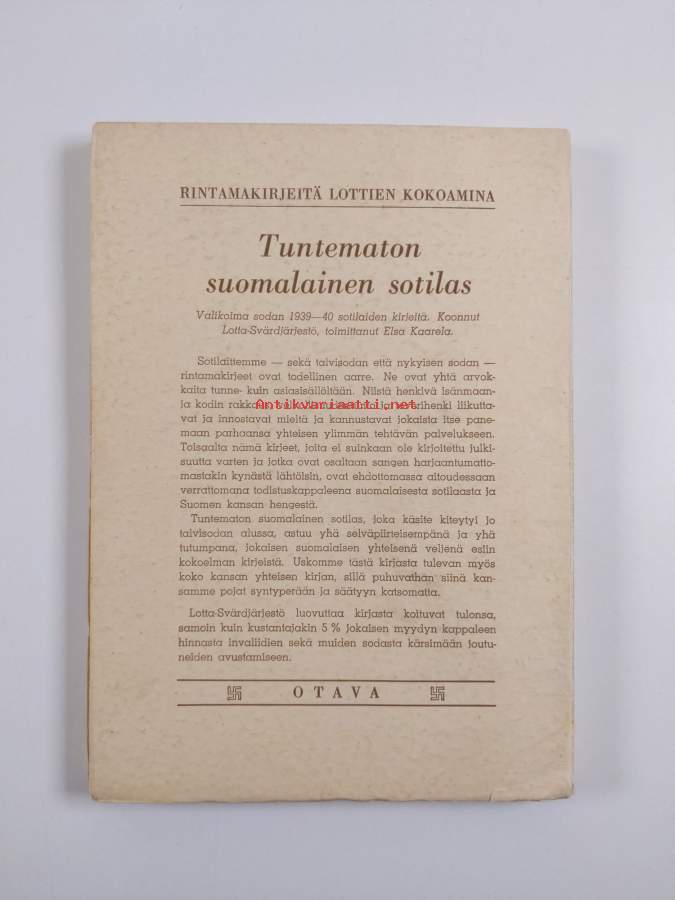 RINTAMAKIRJEITÄ LOTTIEN KOKOAMINA
Tuntematon
suomalainen sotilas
Valikoima sodan 1939—40 sotilaiden kirjeitä. Koonnut
Lotta-Svärdjärjestö, toimittanut Elsa Kaarela.
Sotilaittemme — sekä talvisodan että nykyisen sodan —
rintamakirjeet ovat todellinen aarre. Ne ovat yhtä arvok-
kaita tunne- kuin asiasisällöltään. Niistä henkivä isänmaan-
ja kodin rakkaus
Antikvariaatti.net
ja
liikutta-
vat ja innostavat mieltä ja kannustavat jokaista itse pane-
maan parhaansa yhteisen ylimmän tehtävän palvelukseen.
Toisaalta nämä kirjeet, joita ei suinkaan ole kirjoitettu julki-
suutta varten ja jotka ovat osaltaan sangen harjaantumatto-
mastakin kynästä lähtöisin, ovat ehdottomassa aitoudessaan
verrattomana todistuskappaleena suomalaisesta sotilaasta ja
Suomen kansan hengestä.
Tuntematon suomalainen sotilas, joka käsite kiteytyi jo
talvisodan alussa, astuu yhä selväpiirteisempänä ja yhä
tutumpana, jokaisen suomalaisen yhteisenä veljenä esiin
kokoelman kirjeistä. Uskomme tästä kirjasta tulevan myös
koko kansan yhteisen kirjan, sillä puhuvathan siinä kan-
samme pojat syntyperään ja säätyyn katsomatta.
Lotta-Svärdjärjestö luovuttaa kirjasta koituvat tulonsa,
samoin kuin kustantajakin 5 % jokaisen myydyn kappaleen
hinnasta invaliidien sekä muiden sodasta kärsimään joutu-
neiden avustamiseen.
OTAVA